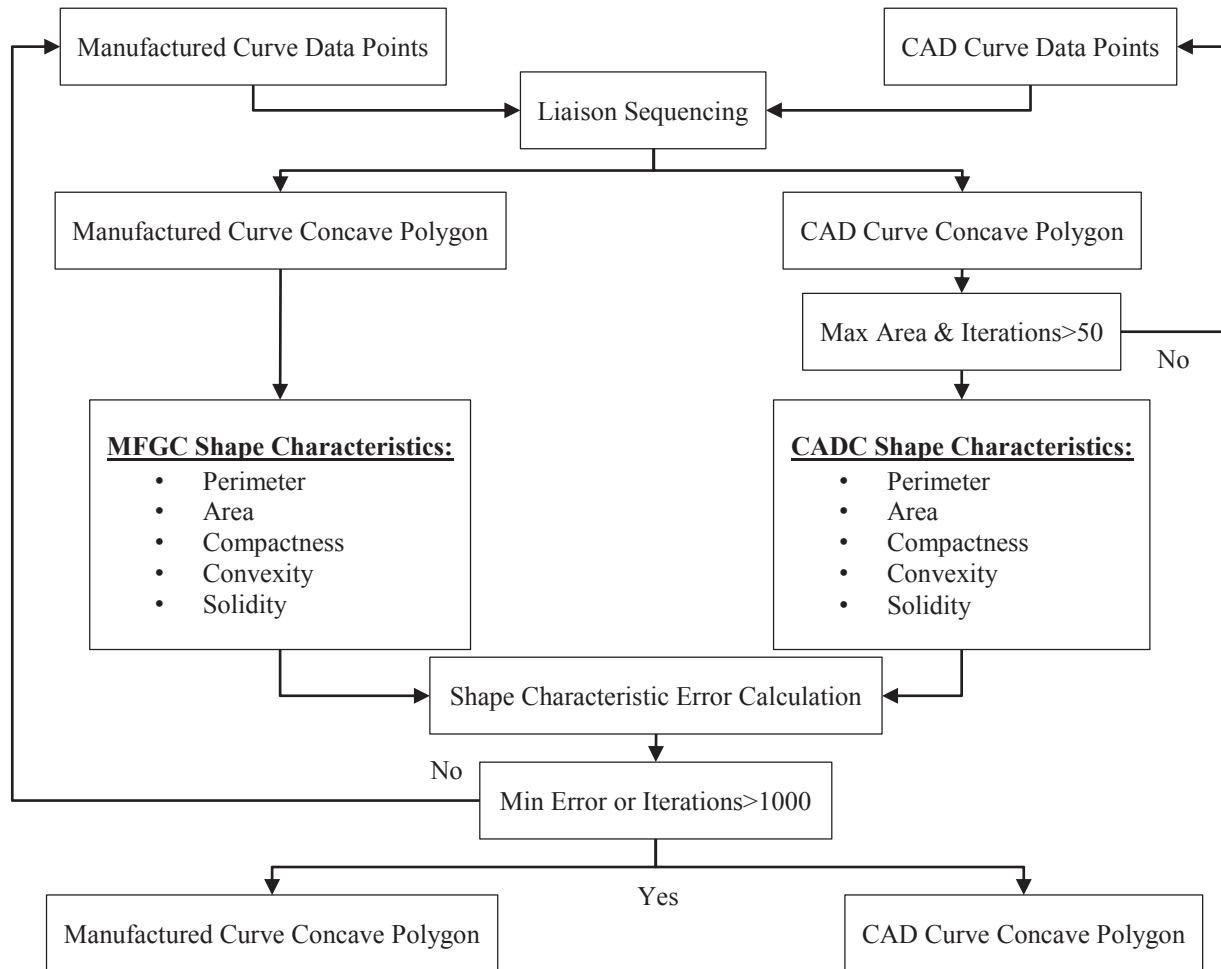 Manufactured Curve Data Points
CAD Curve Data Points
Liaison Sequencing
Manufactured Curve Concave Polygon
CAD Curve Concave Polygon
Max Area & Iterations>50
No
MFGC Shape Characteristics:
• Perimeter
• Area
• Compactness
• Convexity
• Solidity
CADC Shape Characteristics:
• Perimeter
• Area
• Compactness
• Convexity
• Solidity
Shape Characteristic Error Calculation
No
Min Error or Iterations>1000
Yes
Manufactured Curve Concave Polygon
CAD Curve Concave Polygon